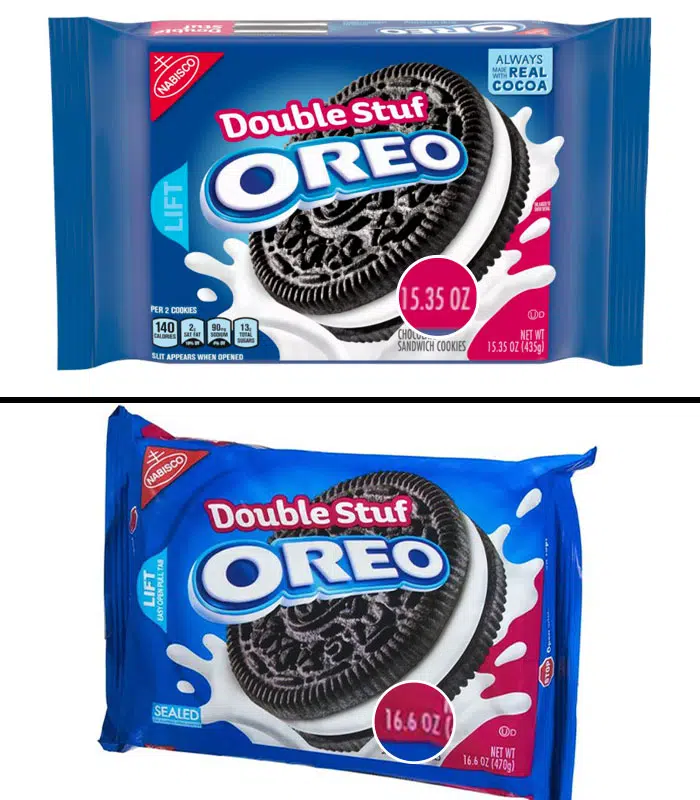 Double
Stuf
OREO
NABISCO
ALWAYS
MADE WITH REAL
COCOA
Double Stuf
OREO
LIFT
15.35 OZ
PER 2 COOKIES
140 CALORIES
2g SAT FAT
90mg SODIUM
13g TOTAL SUGARS
SLIT APPEARS WHEN OPENED
SANDWICH COOKIES
U D
NET WT
15.35 OZ (435g)
NABISCO
Double Stuf
OREO
LIFT
EASY OPEN PULL TAB
STOP
SEALED
16.6 OZ (
U D
NET WT
16.6 OZ (470g)